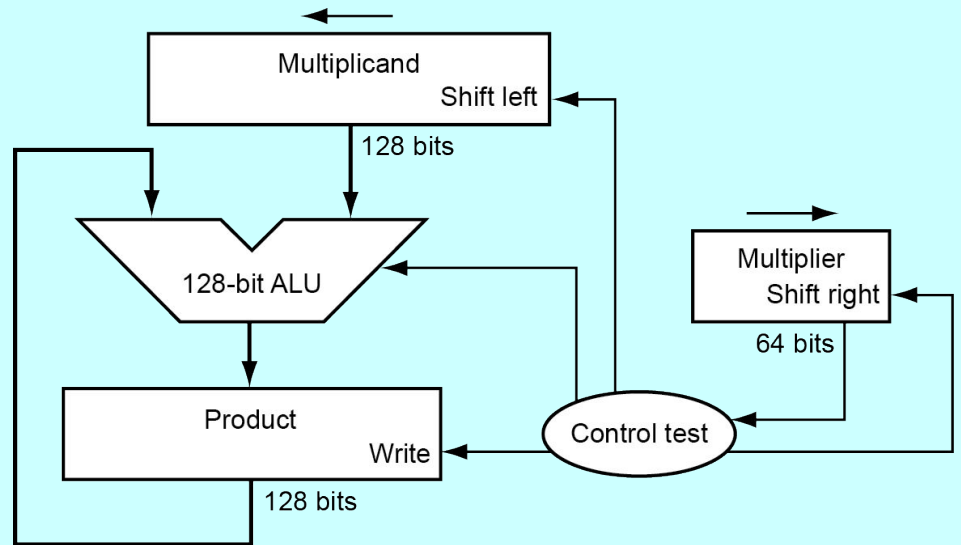 Multiplicand
Shift left
128 bits
128-bit ALU
Multiplier
Shift right
64 bits
Product
Write
Control test
128 bits